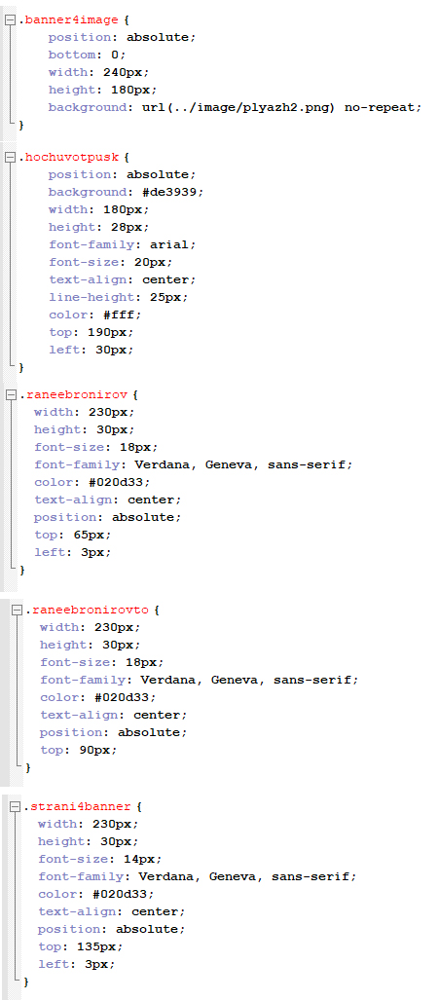 .banner4image {
position: absolute;
bottom: 0;
width: 240px;
height: 180px;
background: url(../image/plyazh2.png) no-repeat;
}
.hochuvotpusk {
position: absolute;
background: #de3939;
width: 180px;
height: 28px;
font-family: arial;
font-size: 20px;
text-align: center;
line-height: 25px;
color: #fff;
top: 190px;
left: 30px;
}
.raneebronirov {
width: 230px;
height: 30px;
font-size: 18px;
font-family: Verdana, Geneva, sans-serif;
color: #020d33;
text-align: center;
position: absolute;
top: 65px;
left: 3px;
}
.raneebronirovto {
width: 230px;
height: 30px;
font-size: 18px;
font-family: Verdana, Geneva, sans-serif;
color: #020d33;
text-align: center;
position: absolute;
top: 90px;
}
.strani4banner {
width: 230px;
height: 30px;
font-size: 14px;
font-family: Verdana, Geneva, sans-serif;
color: #020d33;
text-align: center;
position: absolute;
top: 135px;
left: 3px;
}